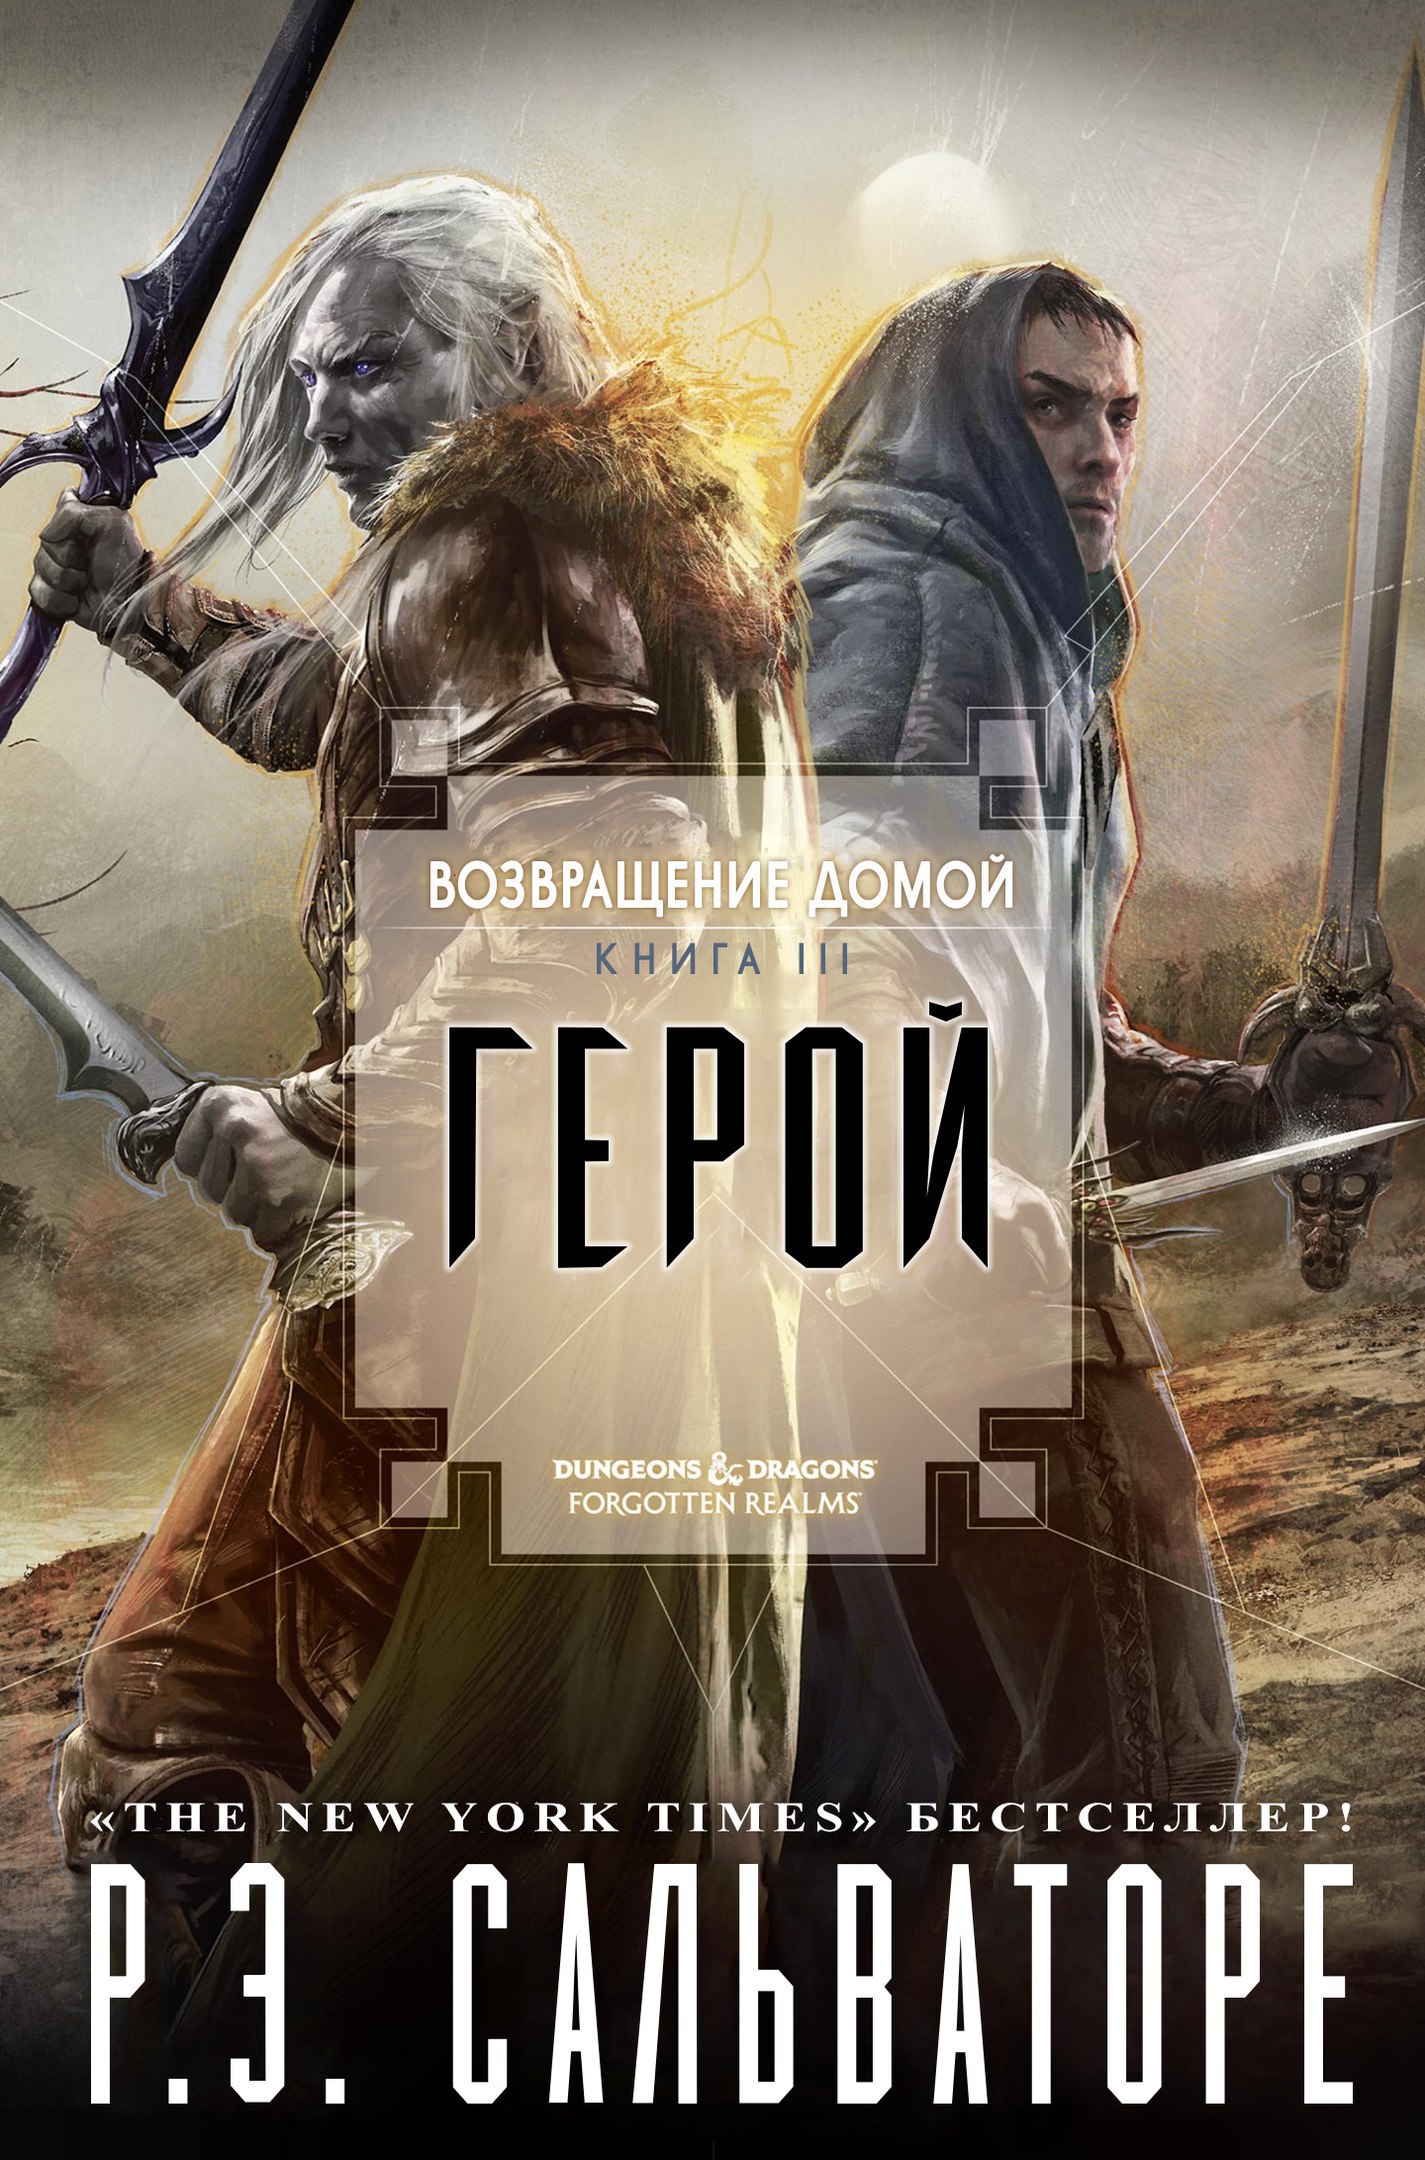 ВОЗВРАЩЕНИЕ ДОМОЙ
КНИГА III
ГЕРОЙ
DUNGEONS & DRAGONS®
FORGOTTEN REALMS®
«THE NEW YORK TIMES» БЕСТСЕЛЛЕР!
Р.Э. САЛЬВАТОРЕ